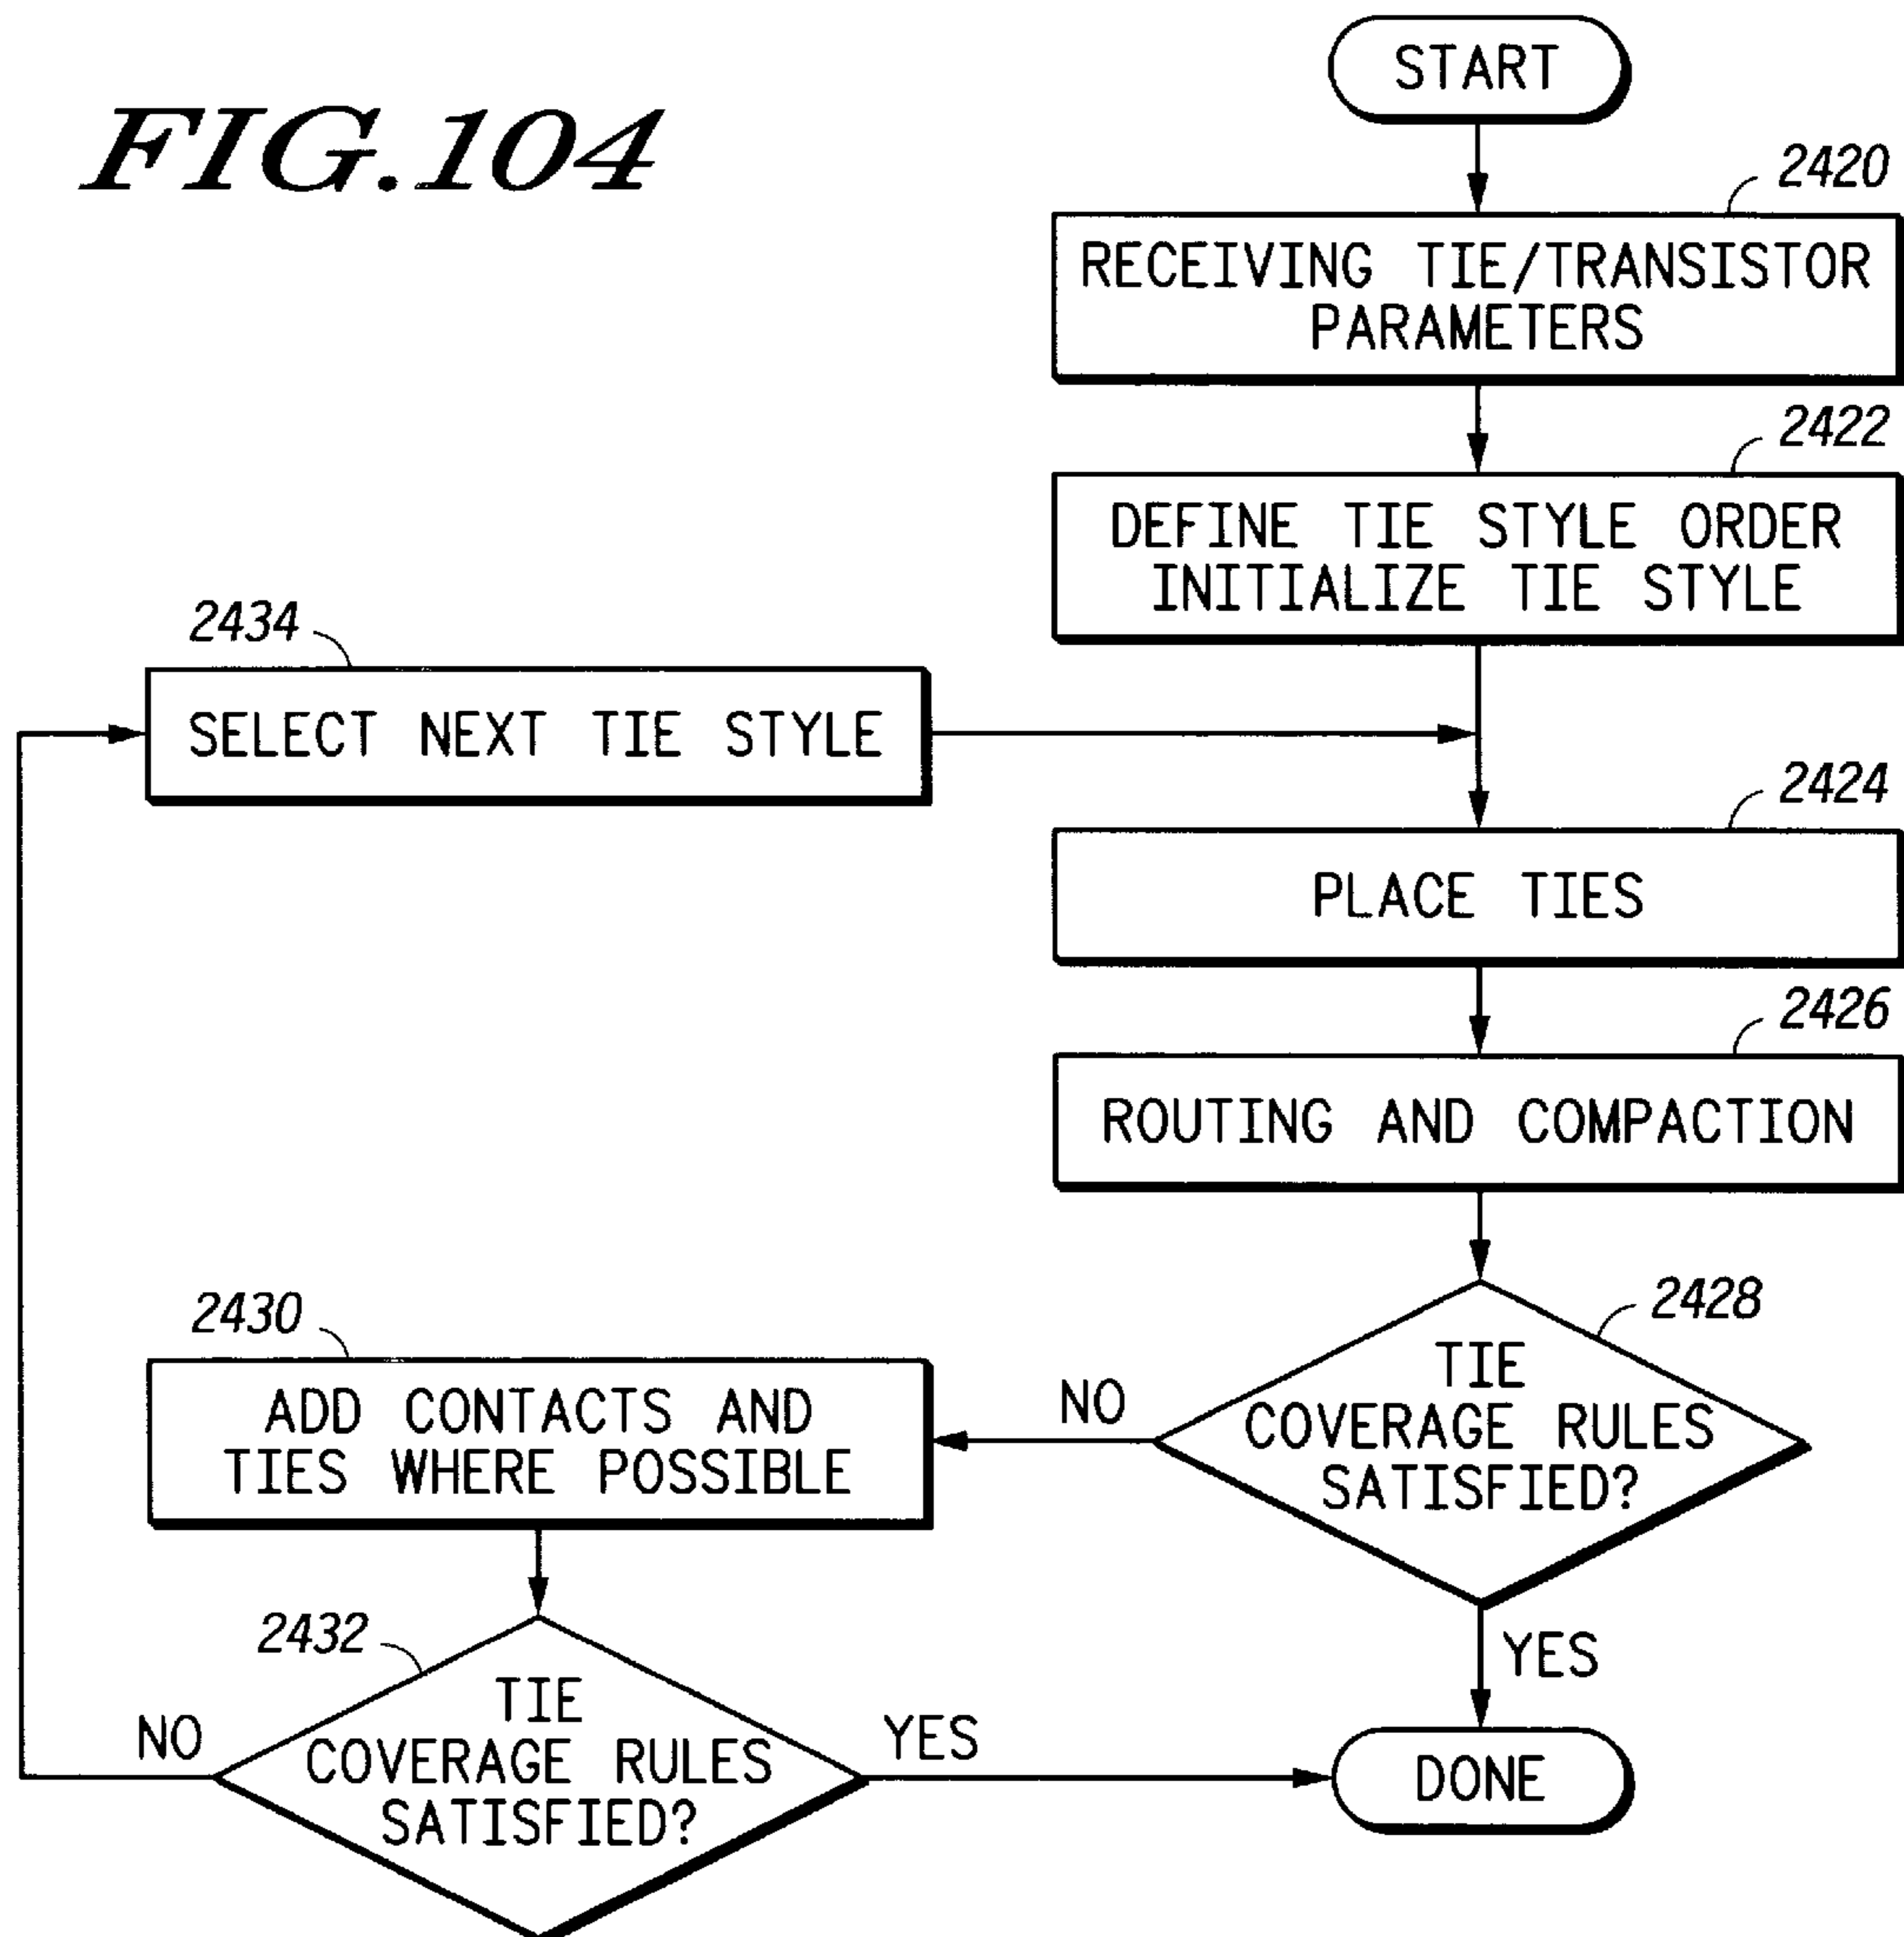 FIG.104
START
2420
RECEIVING TIE/TRANSISTOR
PARAMETERS
2422
DEFINE TIE STYLE ORDER
INITIALIZE TIE STYLE
2434
SELECT NEXT TIE STYLE
2424
PLACE TIES
2426
ROUTING AND COMPACTION
2428
TIE
COVERAGE RULES
SATISFIED?
NO
YES
2430
ADD CONTACTS AND
TIES WHERE POSSIBLE
2432
TIE
COVERAGE RULES
SATISFIED?
NO
YES
DONE